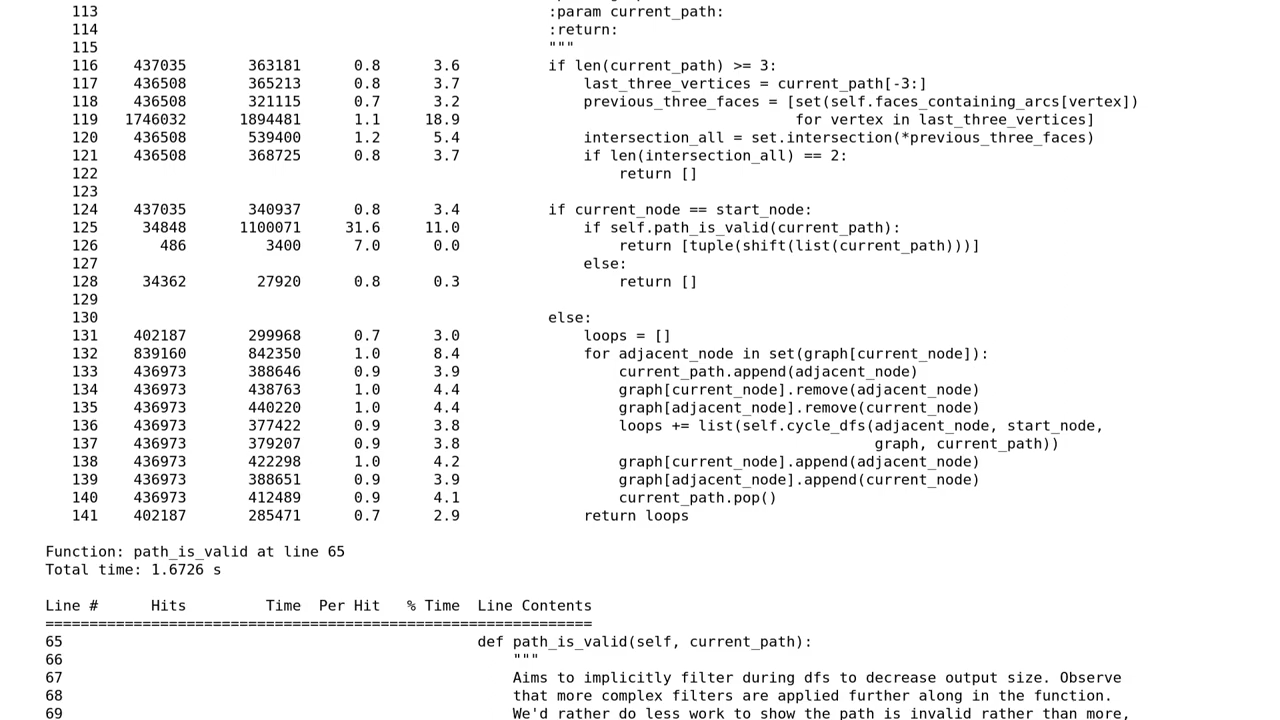 113 :param current_path:
114 :return:
115 """
116 437035 363181 0.8 3.6 if len(current_path) >= 3:
117 436508 365213 0.8 3.7 last_three_vertices = current_path[-3:]
118 436508 321115 0.7 3.2 previous_three_faces = [set(self.faces_containing_arcs[vertex])
119 1746032 1894481 1.1 18.9 for vertex in last_three_vertices]
120 436508 539400 1.2 5.4 intersection_all = set.intersection(*previous_three_faces)
121 436508 368725 0.8 3.7 if len(intersection_all) == 2:
122 return []
123
124 437035 340937 0.8 3.4 if current_node == start_node:
125 34848 1100071 31.6 11.0 if self.path_is_valid(current_path):
126 486 3400 7.0 0.0 return [tuple(shift(list(current_path)))]
127 else:
128 34362 27920 0.8 0.3 return []
129
130 else:
131 402187 299968 0.7 3.0 loops = []
132 839160 842350 1.0 8.4 for adjacent_node in set(graph[current_node]):
133 436973 388646 0.9 3.9 current_path.append(adjacent_node)
134 436973 438763 1.0 4.4 graph[current_node].remove(adjacent_node)
135 436973 440220 1.0 4.4 graph[adjacent_node].remove(current_node)
136 436973 377422 0.9 3.8 loops += list(self.cycle_dfs(adjacent_node, start_node,
137 436973 379207 0.9 3.8 graph, current_path))
138 436973 422298 1.0 4.2 graph[current_node].append(adjacent_node)
139 436973 388651 0.9 3.9 graph[adjacent_node].append(current_node)
140 436973 412489 0.9 4.1 current_path.pop()
141 402187 285471 0.7 2.9 return loops
Function: path_is_valid at line 65
Total time: 1.6726 s
Line # Hits Time Per Hit % Time Line Contents
==============================================================
65 def path_is_valid(self, current_path):
66 """
67 Aims to implicitly filter during dfs to decrease output size. Observe
68 that more complex filters are applied further along in the function.
69 We'd rather do less work to show the path is invalid rather than more,